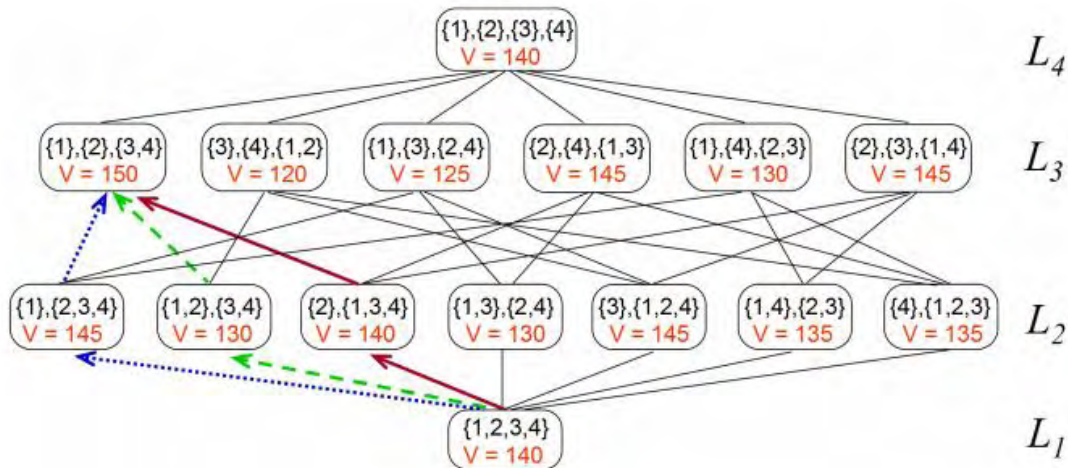 {1},{2},{3},{4}
V = 140
L4
{1},{2},{3,4}
V = 150
{3},{4},{1,2}
V = 120
{1},{3},{2,4}
V = 125
{2},{4},{1,3}
V = 145
{1},{4},{2,3}
V = 130
{2},{3},{1,4}
V = 145
L3
{1},{2,3,4}
V = 145
{1,2},{3,4}
V = 130
{2},{1,3,4}
V = 140
{1,3},{2,4}
V = 130
{3},{1,2,4}
V = 145
{1,4},{2,3}
V = 135
{4},{1,2,3}
V = 135
L2
{1,2,3,4}
V = 140
L1